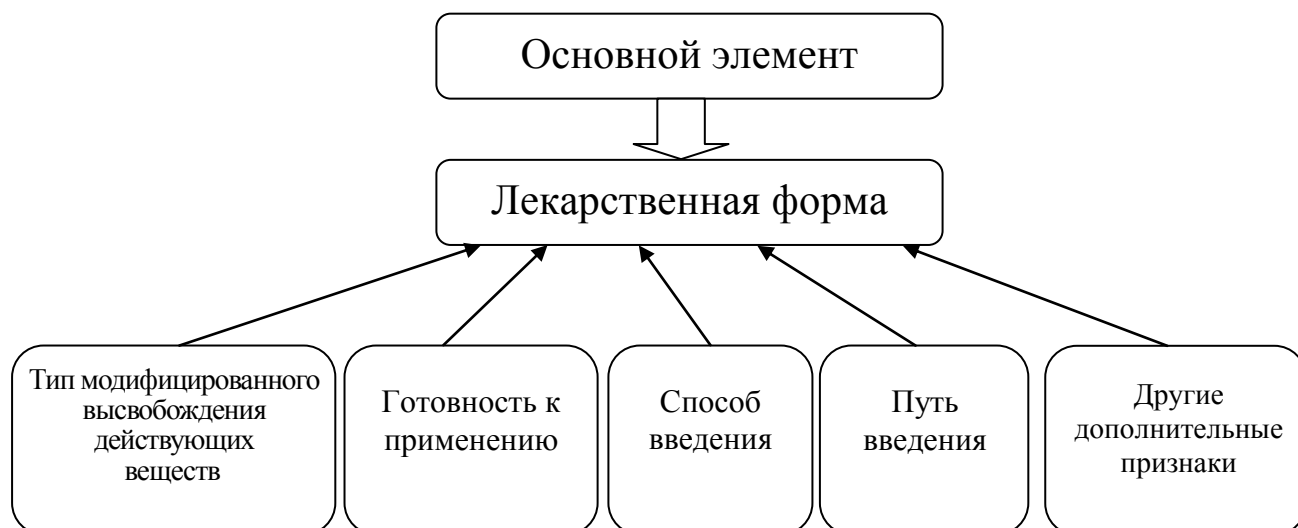 Основной элемент
Лекарственная форма
Тип модифицированного
высвобождения
действующих
веществ
Готовность к
применению
Способ
введения
Путь
введения
Другие
дополнительные
признаки